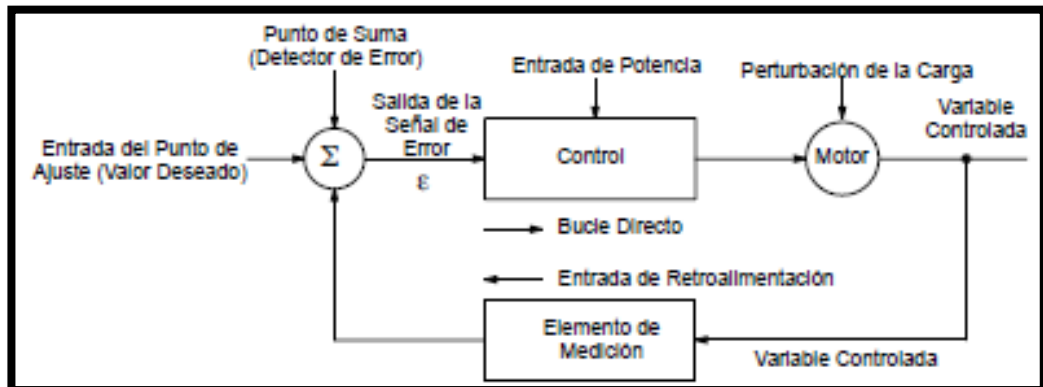 Punto de Suma
(Detector de Error)
Entrada de Potencia
Perturbación de la Carga
Salida de la
Señal de
Error
Variable
Controlada
Entrada del Punto de
Ajuste (Valor Deseado)
Σ
Control
Motor
ε
Bucle Directo
Entrada de Retroalimentación
Elemento de
Medición
Variable Controlada